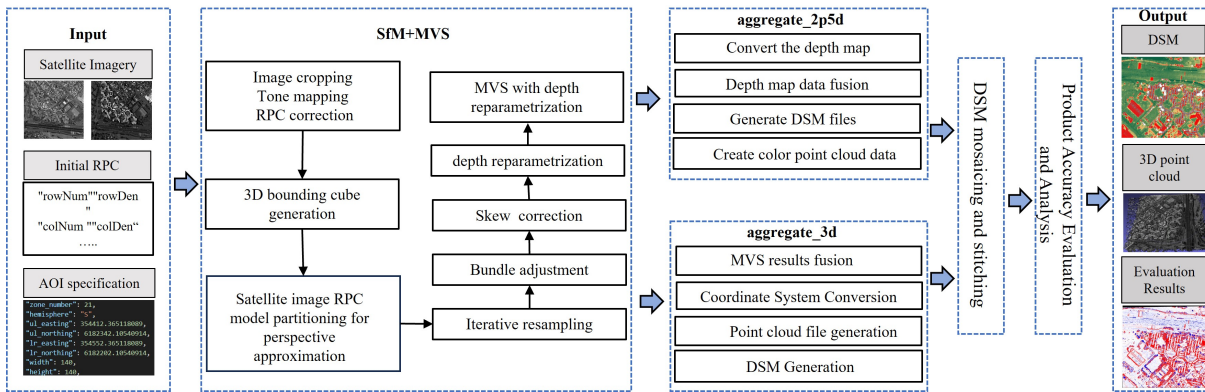 Input
Satellite Imagery
Initial RPC
"rowNum""rowDen
"
"colNum ""colDen“
…..
AOI specification
"zone_number": 21,
"hemisphere": "S",
"ul_easting": 354412.365118089,
"ul_northing": 6182342.10540914,
"lr_easting": 354552.365118089,
"lr_northing": 6182202.10540914,
"width": 140,
"height": 140,
SfM+MVS
Image cropping
Tone mapping
RPC correction
3D bounding cube
generation
Satellite image RPC
model partitioning for
perspective
approximation
MVS with depth
reparametrization
depth reparametrization
Skew correction
Bundle adjustment
Iterative resampling
aggregate_2p5d
Convert the depth map
Depth map data fusion
Generate DSM files
Create color point cloud data
aggregate_3d
MVS results fusion
Coordinate System Conversion
Point cloud file generation
DSM Generation
DSM mosaicing and stitching
Product Accuracy Evaluation
and Analysis
Output
DSM
3D point
cloud
Evaluation
Results